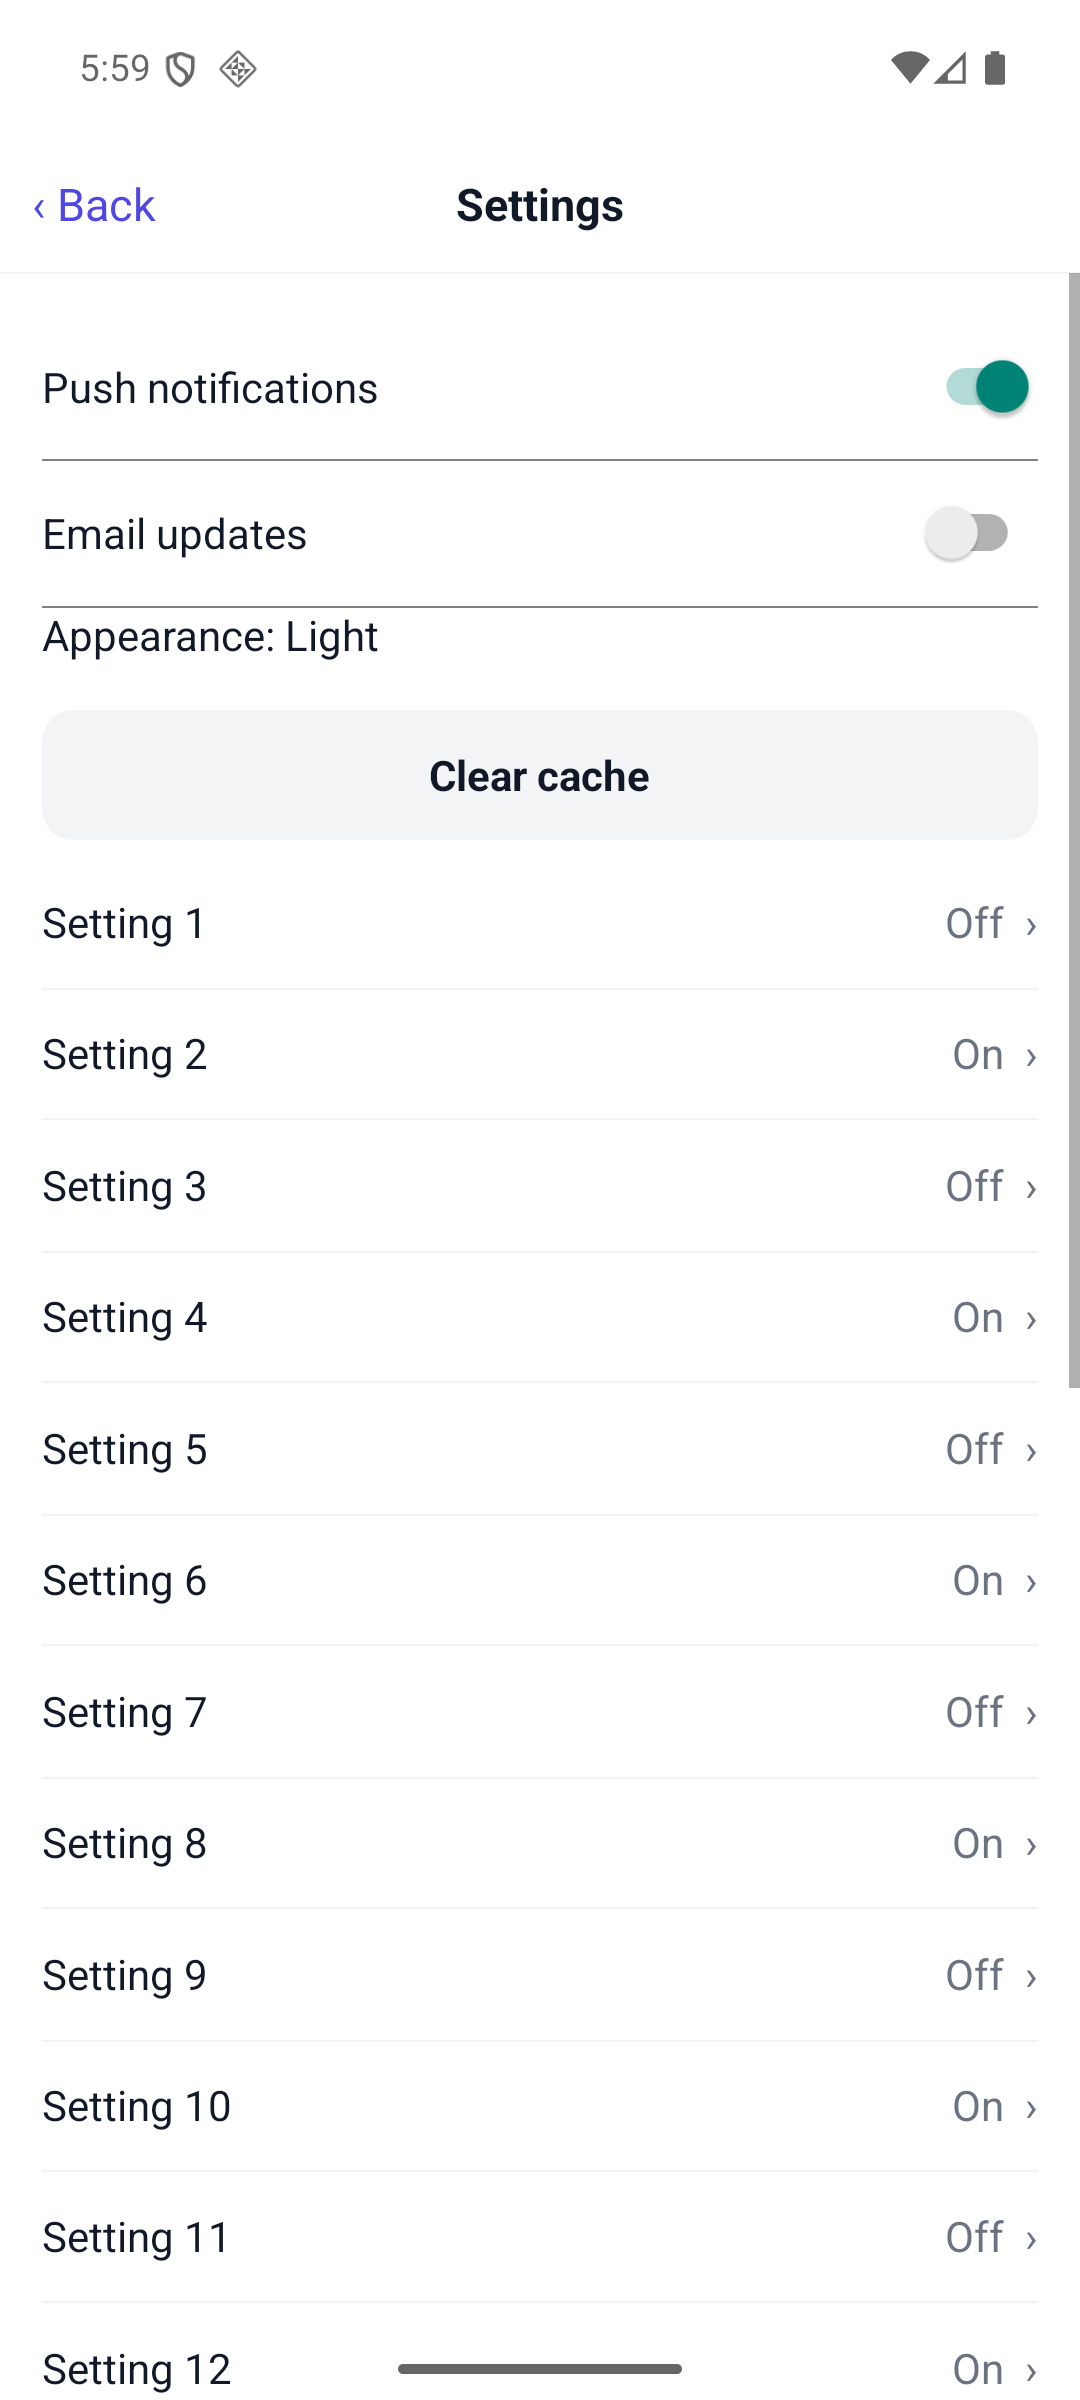 5:59
‹ Back
Settings
Push notifications
Email updates
Appearance: Light
Clear cache
Setting 1 Off ›
Setting 2 On ›
Setting 3 Off ›
Setting 4 On ›
Setting 5 Off ›
Setting 6 On ›
Setting 7 Off ›
Setting 8 On ›
Setting 9 Off ›
Setting 10 On ›
Setting 11 Off ›
Setting 12 On ›